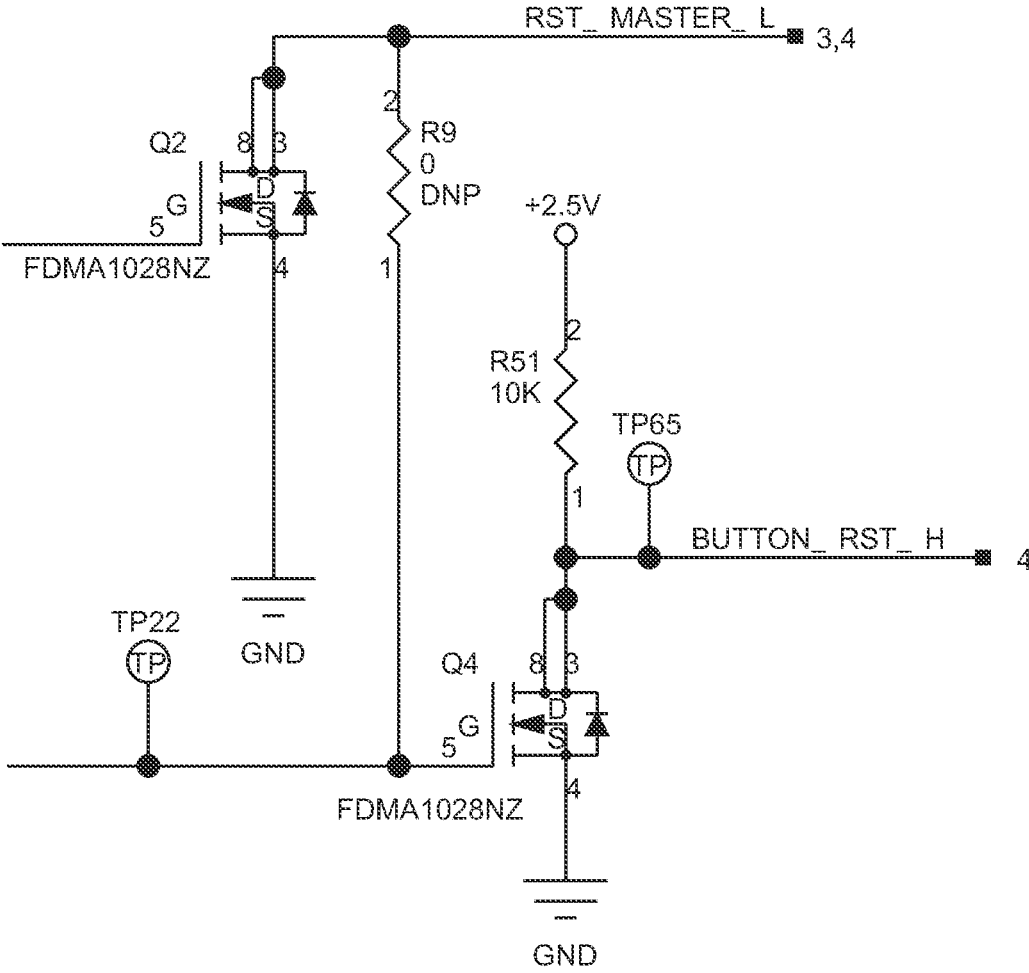 RST_ MASTER_ L
3,4
2
Q2
8 3
R9
0
DNP
D
G
S
5
+2.5V
FDMA1028NZ
4
1
2
R51
10K
TP65
TP
1
BUTTON_ RST_ H
4
TP22
TP
GND
Q4
8 3
D
G
S
5
4
FDMA1028NZ
GND